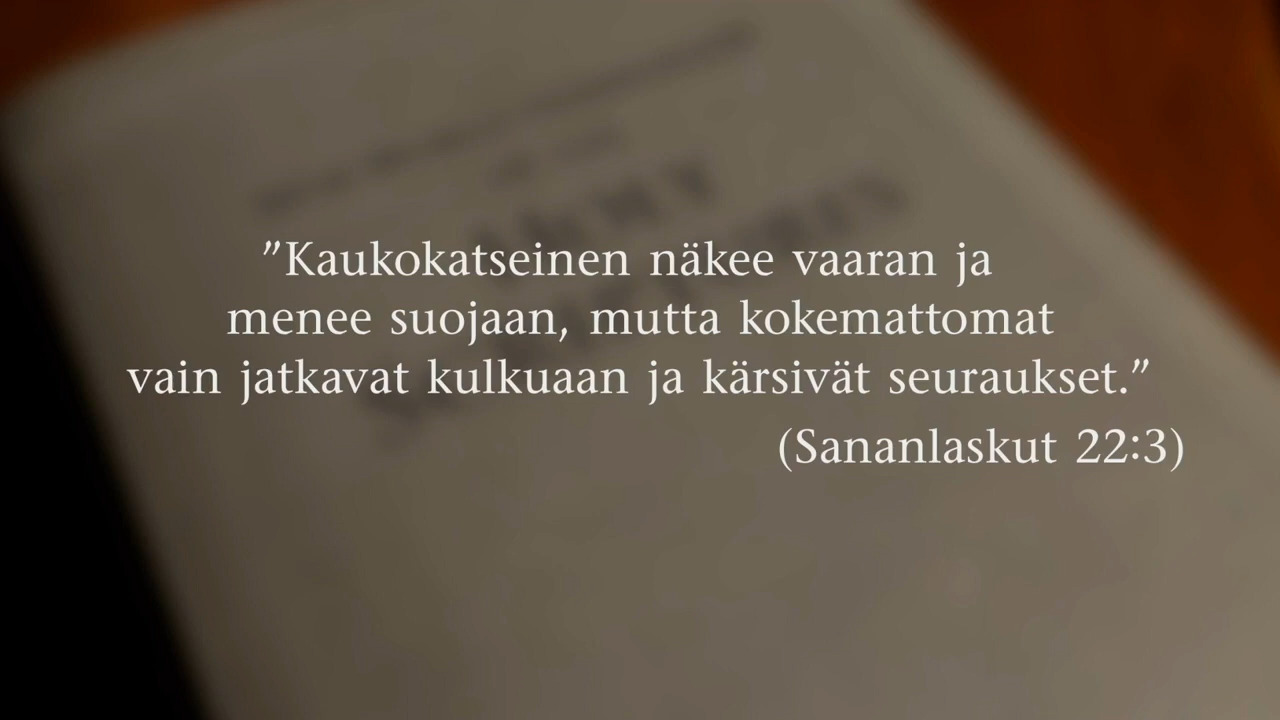 ”Kaukokatseinen näkee vaaran ja
menee suojaan, mutta kokemattomat
vain jatkavat kulkuaan ja kärsivät seuraukset.”
(Sananlaskut 22:3)